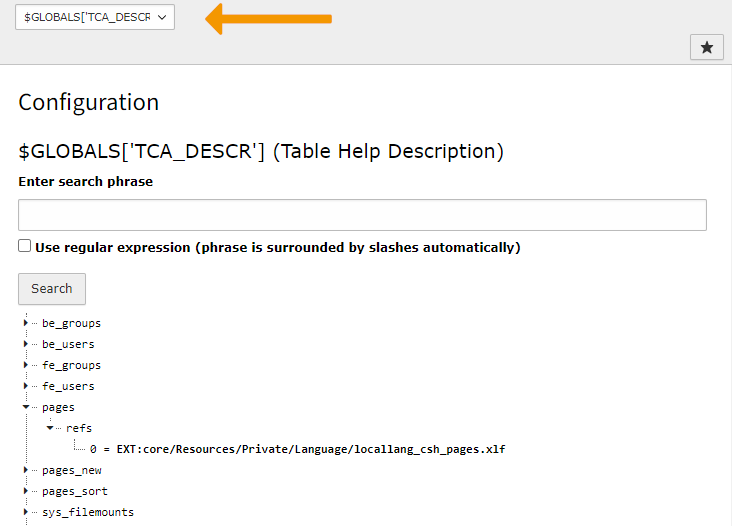 $GLOBALS['TCA_DESCR
Configuration
$GLOBALS['TCA_DESCR'] (Table Help Description)
Enter search phrase
Use regular expression (phrase is surrounded by slashes automatically)
Search
be_groups
be_users
fe_groups
fe_users
pages
refs
0 = EXT:core/Resources/Private/Language/locallang_csh_pages.xlf
pages_new
pages_sort
sys_filemounts